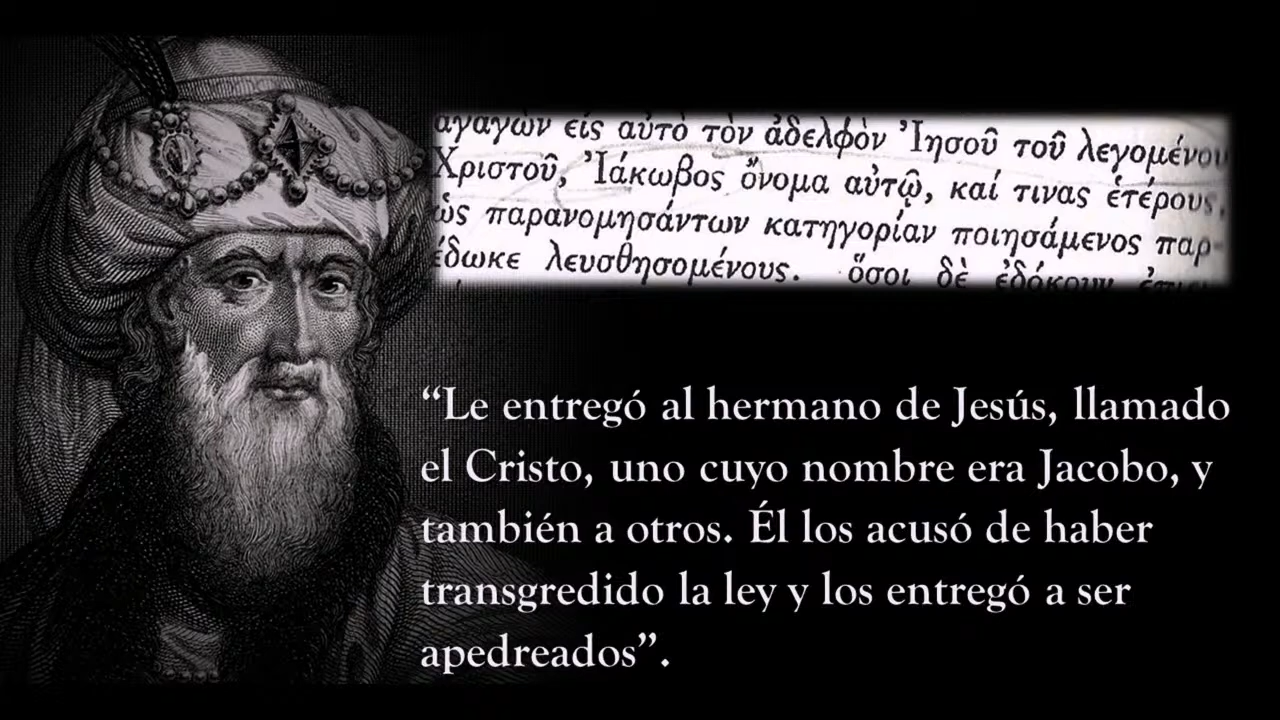 αγαγὼν εἰς αὐτὸ τὸν ἀδελφὸν Ἰησοῦ τοῦ λεγομένου
Χριστοῦ, Ἰάκωβος ὄνομα αὐτῷ, καί τινας ἑτέρους,
ὡς παρανομησάντων κατηγορίαν ποιησάμενος παρ-
έδωκε λευσθησομένους. ὅσοι δὲ ἐδόκουν
“Le entregó al hermano de Jesús, llamado
el Cristo, uno cuyo nombre era Jacobo, y
también a otros. Él los acusó de haber
transgredido la ley y los entregó a ser
apedreados”.